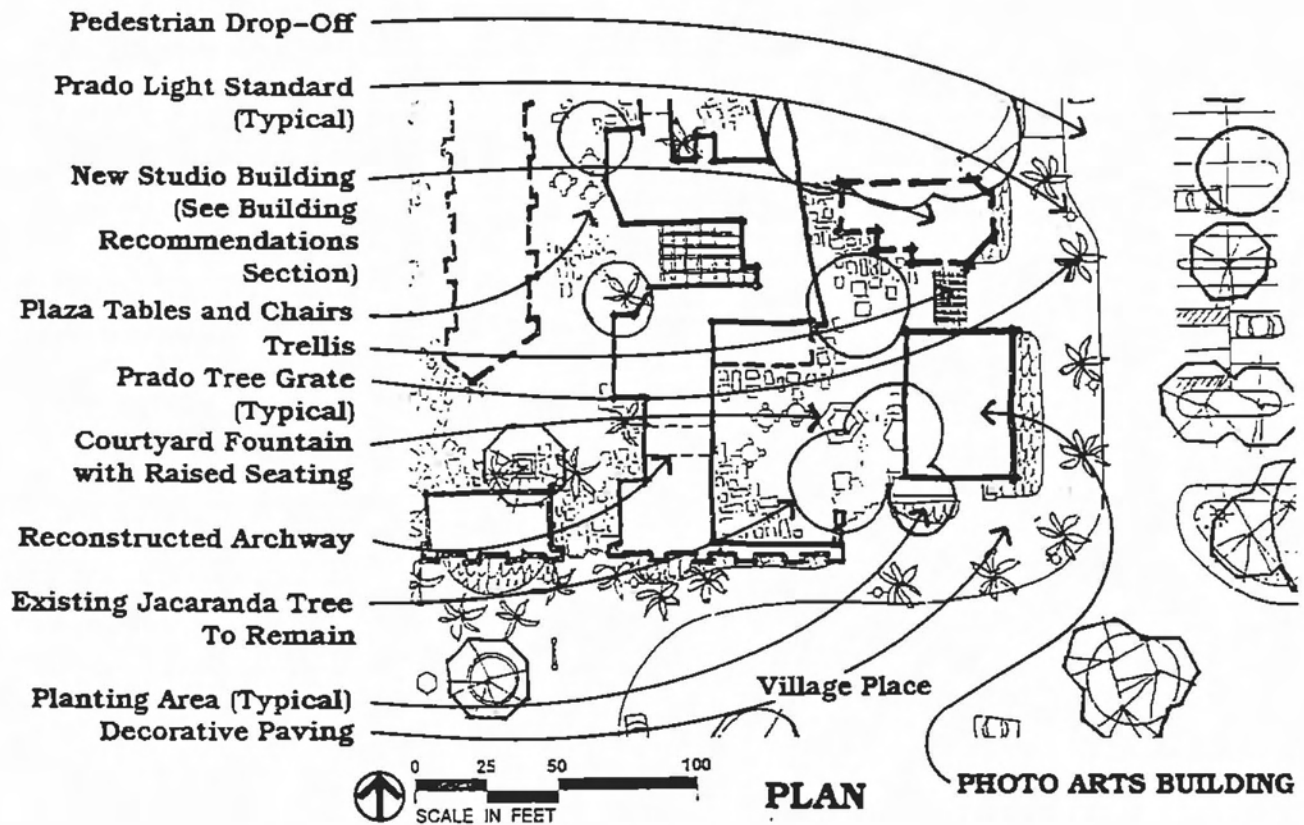 Pedestrian Drop-Off
Prado Light Standard
(Typical)
New Studio Building
(See Building
Recommendations
Section)
Plaza Tables and Chairs
Trellis
Prado Tree Grate
(Typical)
Courtyard Fountain
with Raised Seating
Reconstructed Archway
Existing Jacaranda Tree
To Remain
Planting Area (Typical)
Decorative Paving
Village Place
PHOTO ARTS BUILDING
0 25 50 100
SCALE IN FEET
PLAN